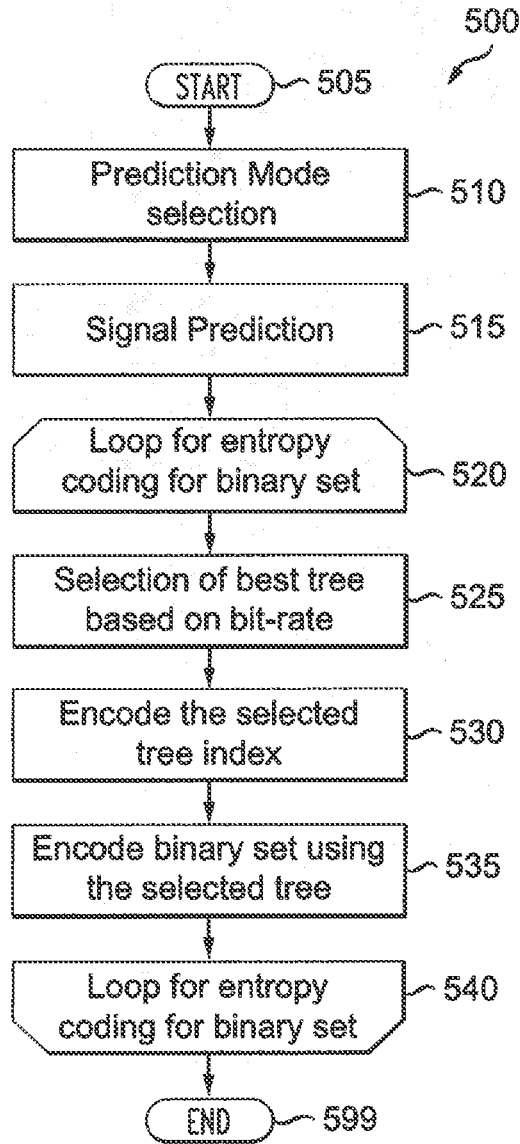 500
START 505
Prediction Mode
selection 510
Signal Prediction 515
Loop for entropy
coding for binary set 520
Selection of best tree
based on bit-rate 525
Encode the selected
tree index 530
Encode binary set using
the selected tree 535
Loop for entropy
coding for binary set 540
END 599